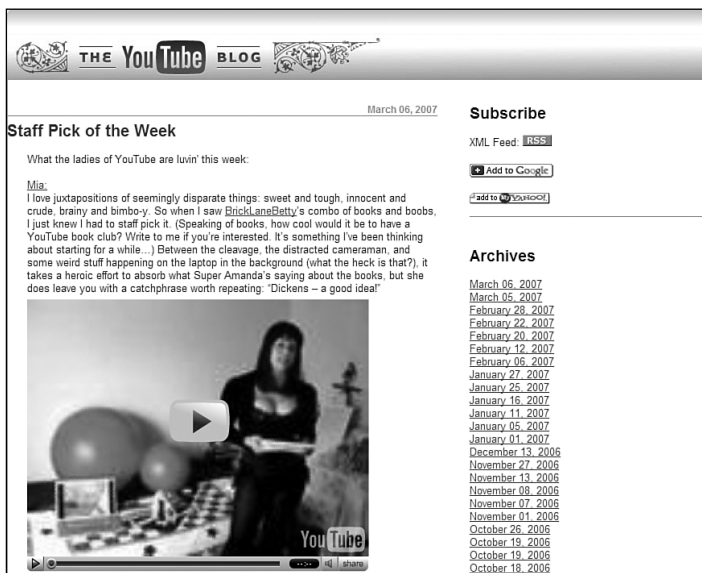 THE YouTube BLOG
March 06, 2007
Staff Pick of the Week
What the ladies of YouTube are luvin' this week:
Mia:
I love juxtapositions of seemingly disparate things: sweet and tough, innocent and
crude, brainy and bimbo-y. So when I saw BrickLaneBetty's combo of books and boobs,
I just knew I had to staff pick it. (Speaking of books, how cool would it be to have a
YouTube book club? Write to me if you're interested. It's something I've been thinking
about starting for a while...) Between the cleavage, the distracted cameraman, and
some weird stuff happening on the laptop in the background (what the heck is that?), it
takes a heroic effort to absorb what Super Amanda's saying about the books, but she
does leave you with a catchphrase worth repeating: “Dickens – a good idea!”
YouTube
--:--
share
Subscribe
XML Feed: RSS
Add to Google
add to MY YAHOO!
Archives
March 06, 2007
March 05, 2007
February 28, 2007
February 22, 2007
February 20, 2007
February 12, 2007
February 06, 2007
January 27, 2007
January 25, 2007
January 16, 2007
January 11, 2007
January 05, 2007
January 01, 2007
December 13, 2006
November 27, 2006
November 13, 2006
November 08, 2006
November 07, 2006
November 01, 2006
October 26, 2006
October 19, 2006
October 19, 2006
October 18, 2006